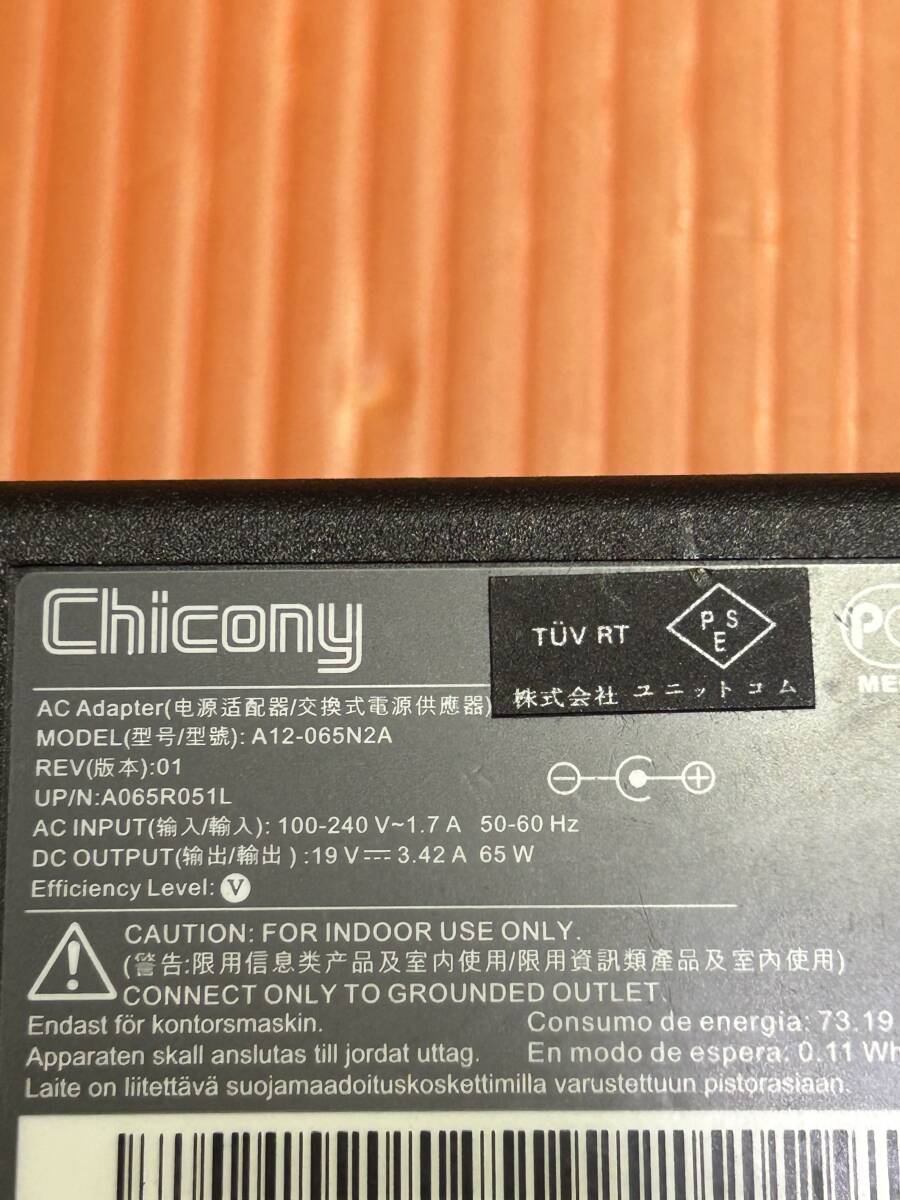 Chicony
TÜV RT
PSE
株式会社 ユニットコム
AC Adapter(电源适配器/交換式電源供應器)
MODEL(型号/型號): A12-065N2A
REV(版本):01
UP/N:A065R051L
AC INPUT(输入/輸入): 100-240 V~1.7 A 50-60 Hz
DC OUTPUT(输出/輸出) :19 V⎓3.42 A 65 W
Efficiency Level: V
CAUTION: FOR INDOOR USE ONLY.
(警告:限用信息类产品及室内使用/限用資訊類產品及室內使用)
CONNECT ONLY TO GROUNDED OUTLET.
Endast för kontorsmaskin.
Consumo de energía: 73.19
Apparaten skall anslutas till jordat uttag.
En modo de espera: 0.11 Wh
Laite on liitettävä suojamaadoituskoskettimilla varustettuun pistorasiaan.